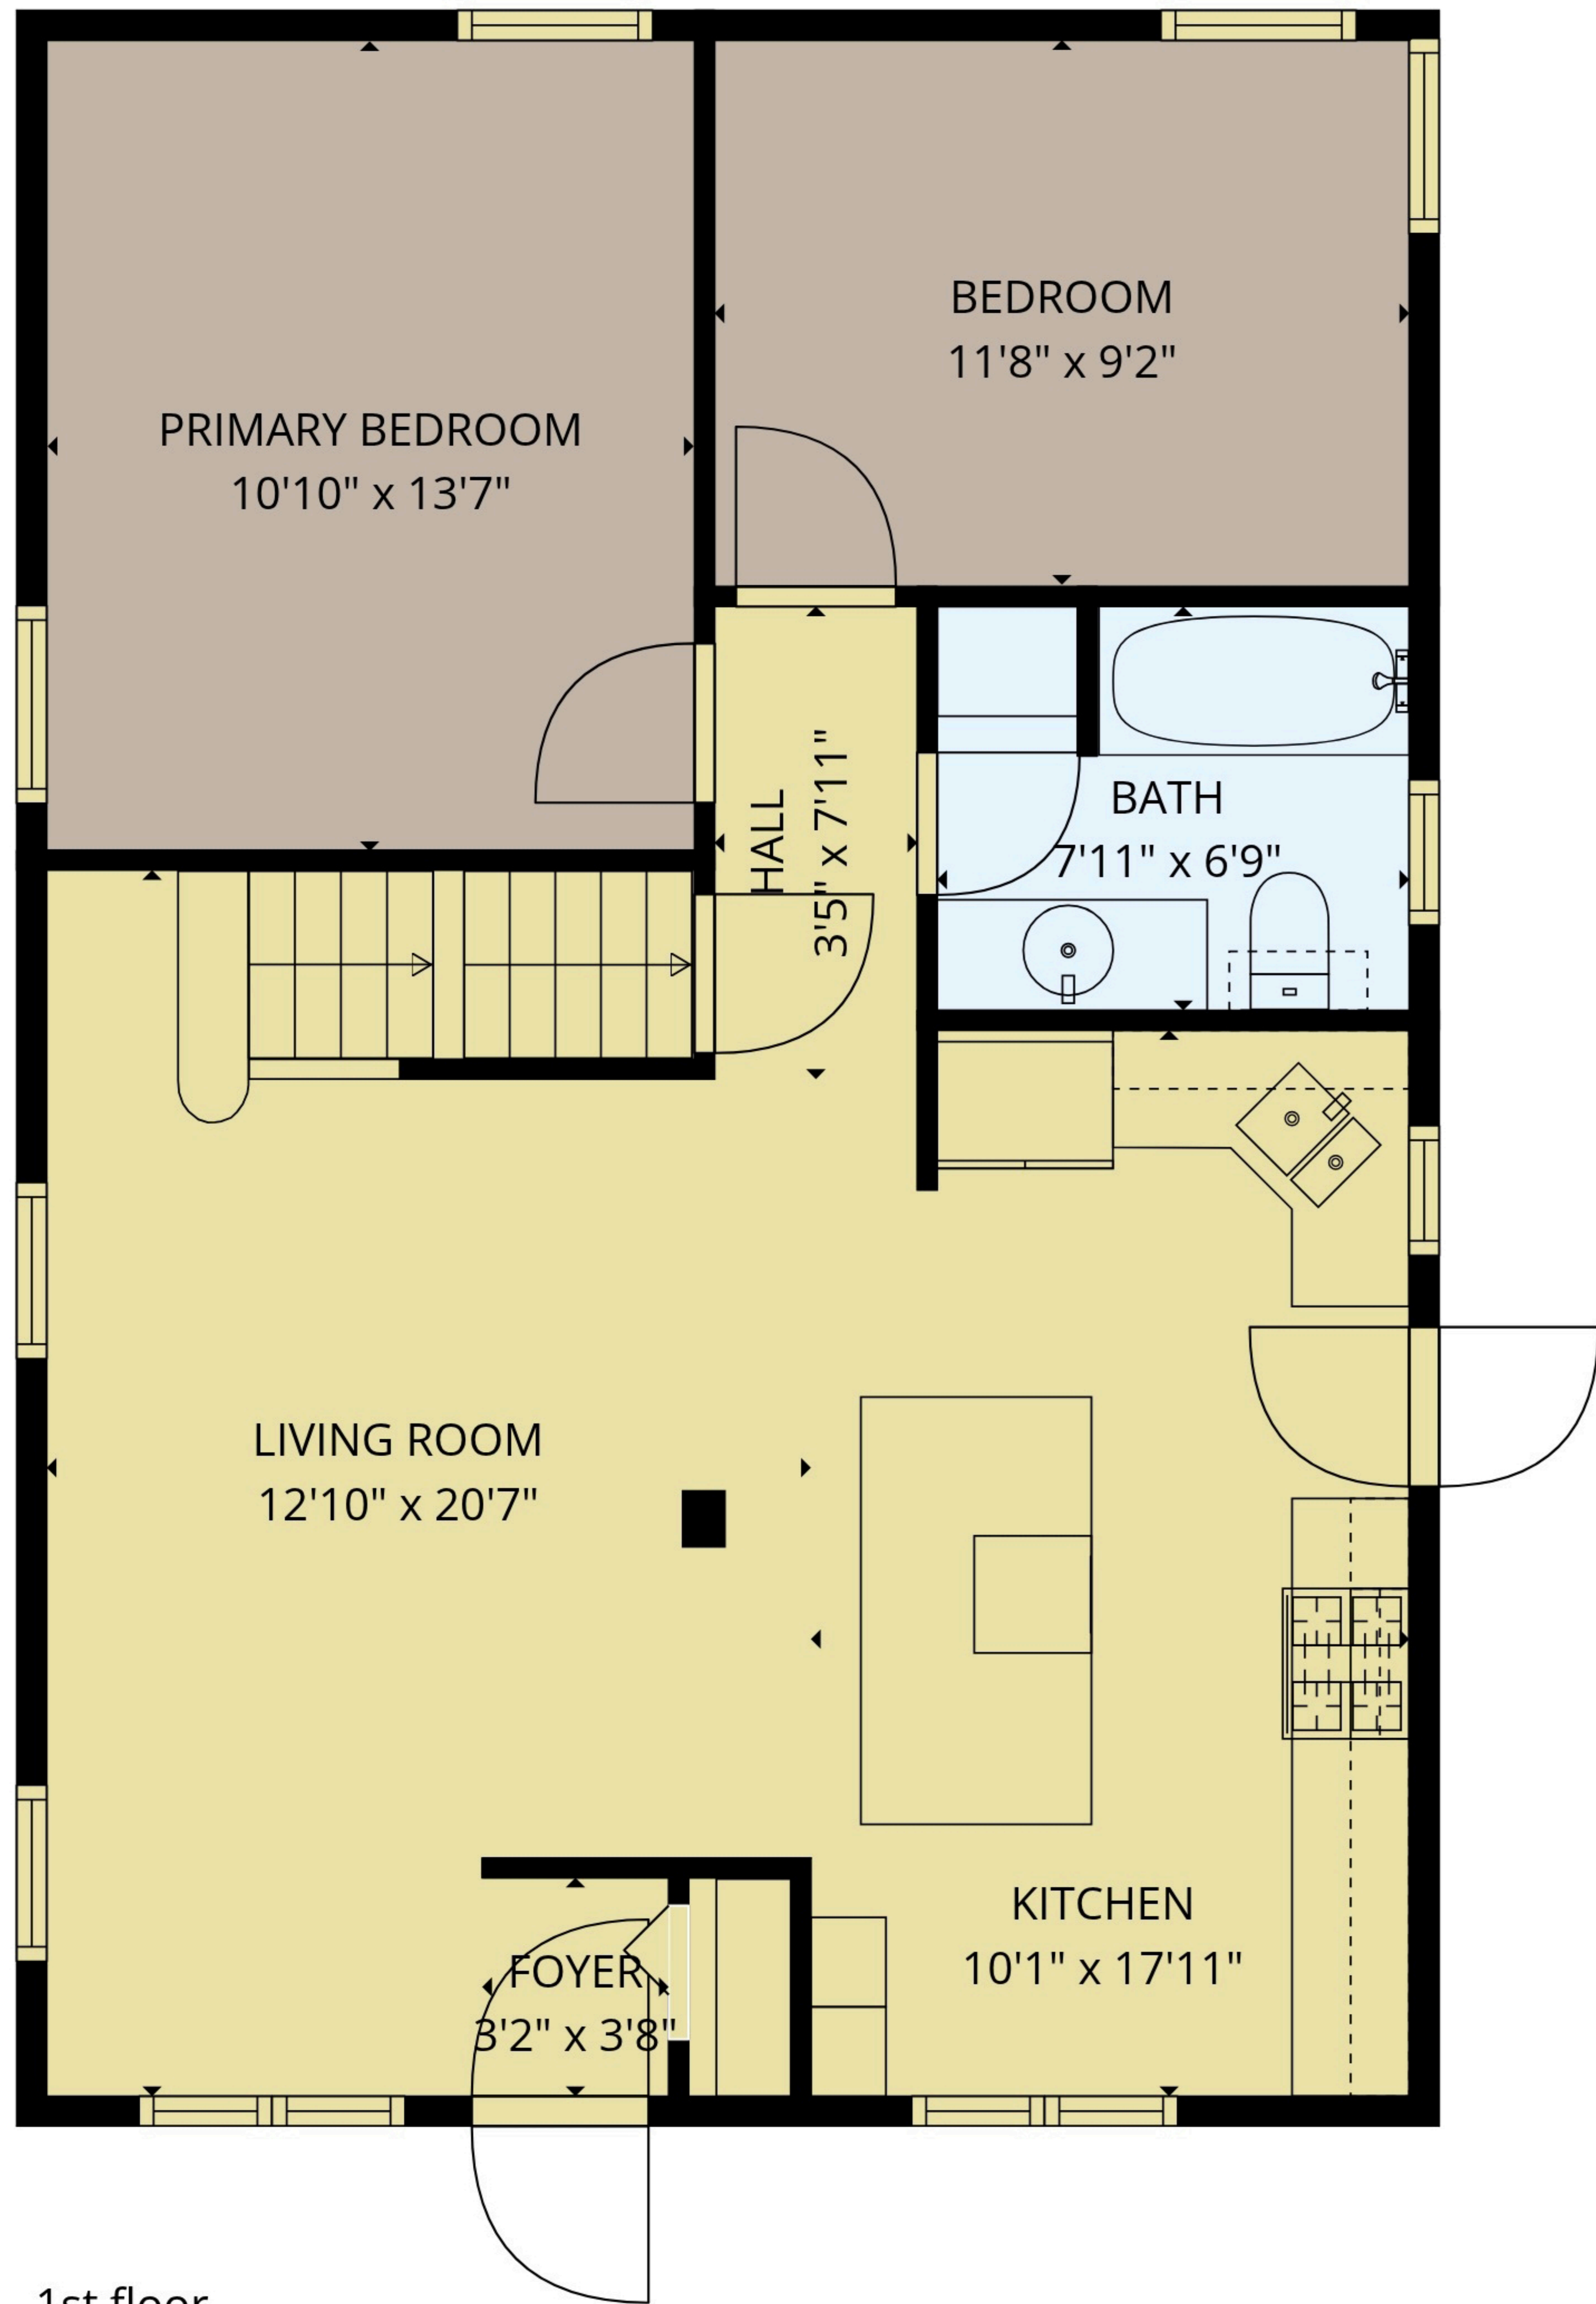 BEDROOM
11'8" x 9'2"
PRIMARY BEDROOM
10'10" x 13'7"
HALL
3'5" x 7'11"
BATH
7'11" x 6'9"
LIVING ROOM
12'10" x 20'7"
KITCHEN
10'1" x 17'11"
FOYER
3'2" x 3'8"
1st floor